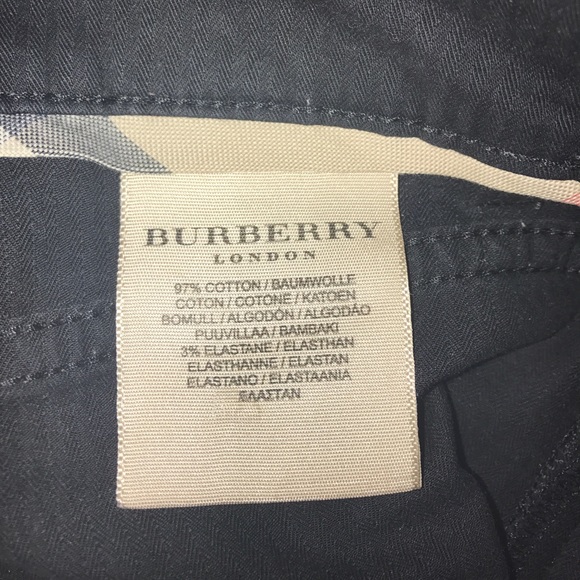 BURBERRY
LONDON
97% COTTON / BAUMWOLLE
COTON / COTONE / KATOEN
BOMULL / ALGODÓN / ALGODÃO
PUUVILLAA / BAMBAKI
3% ELASTANE / ELASTHAN
ELASTHANNE / ELASTAN
ELASTANO / ELASTAANIA
ΕΛΑΣΤΑΝ